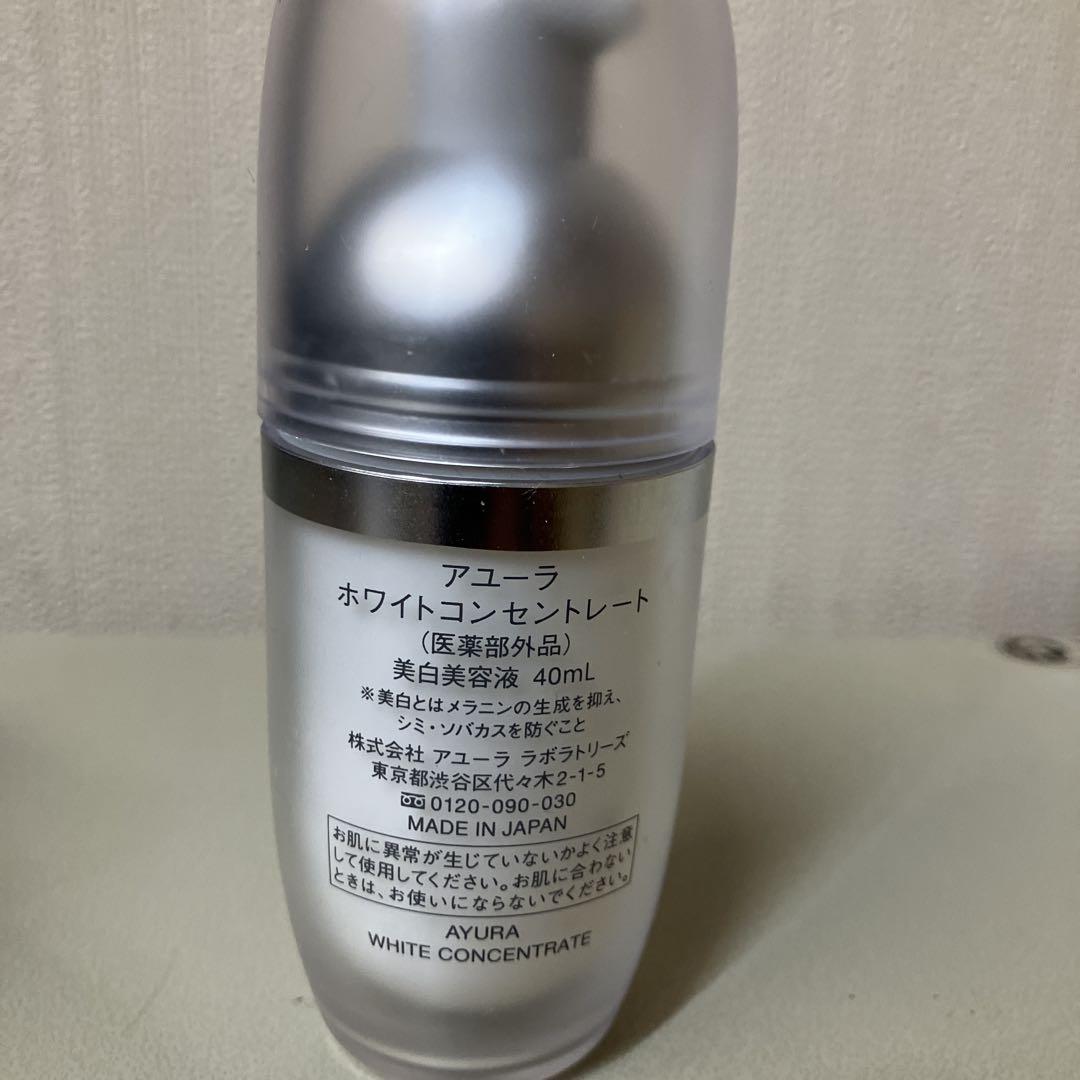 アユーラ
ホワイトコンセントレート
（医薬部外品）
美白美容液 40mL
※美白とはメラニンの生成を抑え、
シミ・ソバカスを防ぐこと
株式会社 アユーラ ラボラトリーズ
東京都渋谷区代々木2-1-5
0120-090-030
MADE IN JAPAN
お肌に異常が生じていないかよく注意
して使用してください。お肌に合わない
ときは、お使いにならないでください。
AYURA
WHITE CONCENTRATE